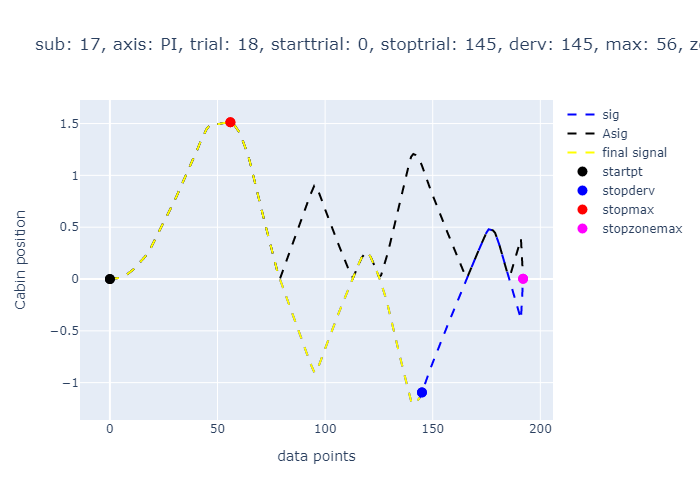 sub: 17, axis: PI, trial: 18, starttrial: 0, stoptrial: 145, derv: 145, max: 56,
1.5
1
0.5
0
−0.5
−1
0
50
100
150
200
Cabin position
data points
sig
Asig
final signal
startpt
stopderv
stopmax
stopzonemax